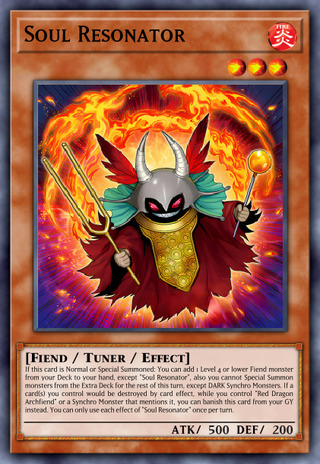 Soul Resonator
FIRE
炎
[Fiend / Tuner / Effect]
If this card is Normal or Special Summoned: You can add 1 Level 4 or lower Fiend monster
from your Deck to your hand, except "Soul Resonator", also you cannot Special Summon
monsters from the Extra Deck for the rest of this turn, except DARK Synchro Monsters. If a
card(s) you control would be destroyed by card effect, while you control "Red Dragon
Archfiend" or a Synchro Monster that mentions it, you can banish this card from your GY
instead. You can only use each effect of "Soul Resonator" once per turn.
ATK/ 500 DEF/ 200